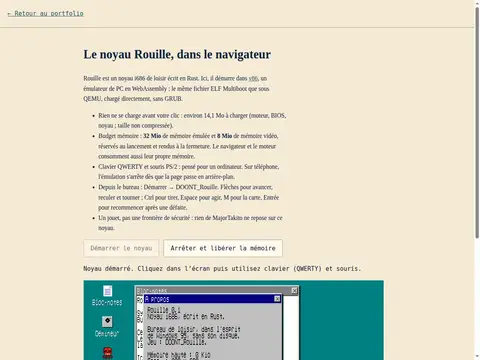 ← Retour au portfolio
Le noyau Rouille, dans le navigateur
Rouille est un noyau i686 de loisir écrit en Rust. Ici, il démarre dans v86, un
émulateur de PC en WebAssembly : le même fichier ELF Multiboot que sous
QEMU, chargé directement, sans GRUB.
• Rien ne se charge avant votre clic : environ 14,1 Mo à charger (moteur, BIOS,
noyau ; taille non compressée).
• Budget mémoire : 32 Mio de mémoire émulée et 8 Mio de mémoire vidéo,
réservés au lancement et rendus à la fermeture. Le navigateur et le moteur
consomment aussi leur propre mémoire.
• Clavier QWERTY et souris PS/2 : pensé pour un ordinateur. Sur téléphone,
l'émulation s'arrête dès que la page passe en arrière-plan.
• Depuis le bureau : Démarrer → DOONT_Rouille. Flèches pour avancer,
reculer et tourner ; Ctrl pour tirer, Espace pour agir, M pour la carte. Entrée
pour recommencer après une défaite.
• Un jouet, pas une frontière de sécurité : rien de MajorTakito ne repose sur ce
noyau.
Démarrer le noyau
Arrêter et libérer la mémoire
Noyau démarré. Cliquez dans l'écran puis utilisez clavier (QWERTY) et souris.
Bloc-notes
Bloc-notes
A propos
Rouille 0.1
Noyau i686, écrit en Rust.
Bureau de loisir, dans l'esprit
de Windows 95, sans son disque.
Jeu : DOONT_Rouille.
Mémoire haute : 0 Kio
Démineur